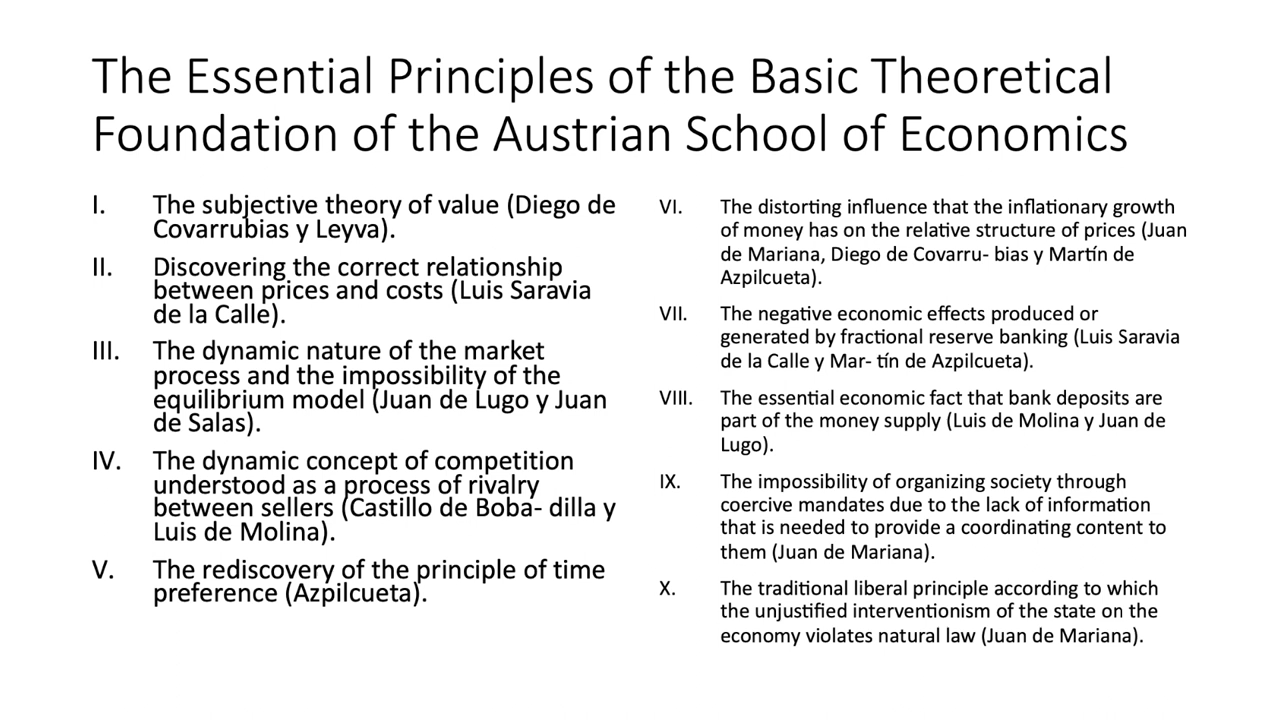 The Essential Principles of the Basic Theoretical
Foundation of the Austrian School of Economics
I. The subjective theory of value (Diego de
Covarrubias y Leyva).
II. Discovering the correct relationship
between prices and costs (Luis Saravia
de la Calle).
III. The dynamic nature of the market
process and the impossibility of the
equilibrium model (Juan de Lugo y Juan
de Salas).
IV. The dynamic concept of competition
understood as a process of rivalry
between sellers (Castillo de Boba- dilla y
Luis de Molina).
V. The rediscovery of the principle of time
preference (Azpilcueta).
VI. The distorting influence that the inflationary growth
of money has on the relative structure of prices (Juan
de Mariana, Diego de Covarru- bias y Martín de
Azpilcueta).
VII. The negative economic effects produced or
generated by fractional reserve banking (Luis Saravia
de la Calle y Mar- tín de Azpilcueta).
VIII. The essential economic fact that bank deposits are
part of the money supply (Luis de Molina y Juan de
Lugo).
IX. The impossibility of organizing society through
coercive mandates due to the lack of information
that is needed to provide a coordinating content to
them (Juan de Mariana).
X. The traditional liberal principle according to which
the unjustified interventionism of the state on the
economy violates natural law (Juan de Mariana).